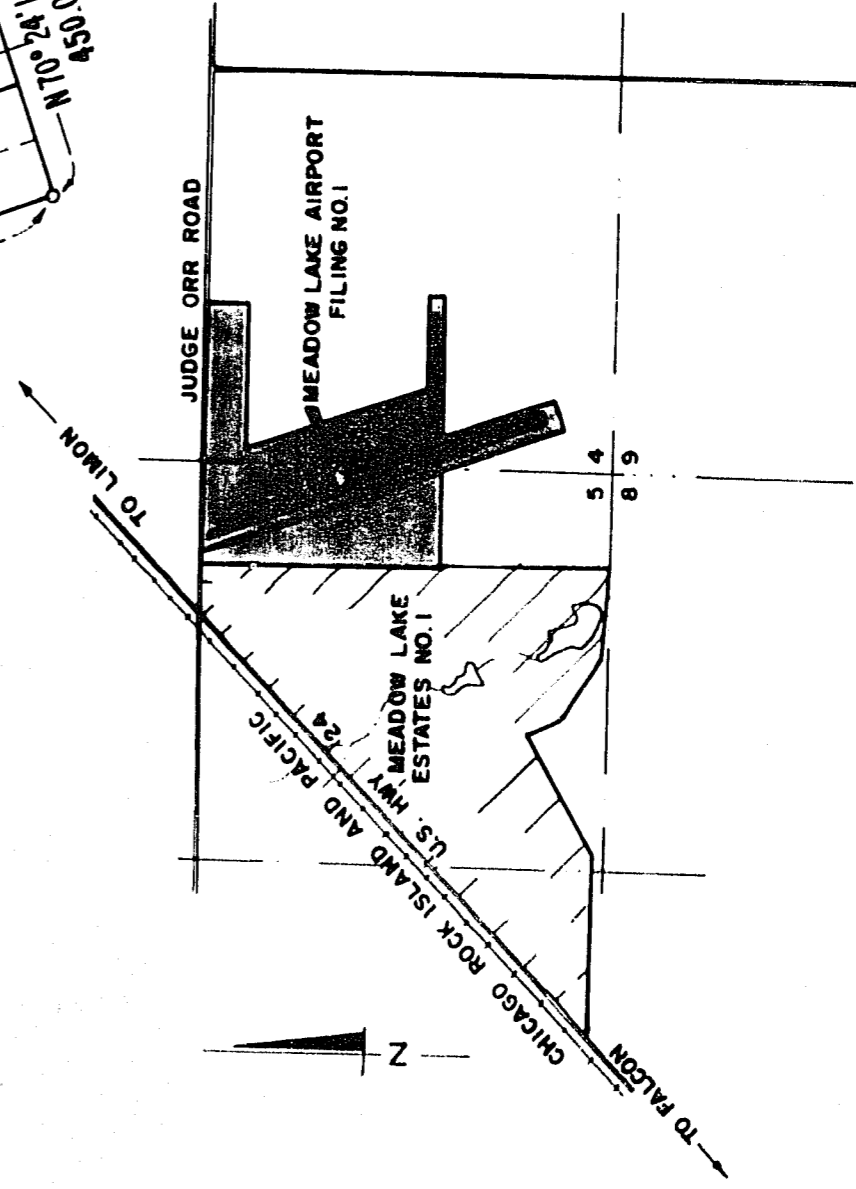 N 70° 24'
450.0
JUDGE ORR ROAD
MEADOW LAKE AIRPORT
FILING NO. 1
TO LIMON
5 4
8 9
MEADOW LAKE
ESTATES NO. 1
U.S. HWY 24
CHICAGO ROCK ISLAND AND PACIFIC
N
TO FALCON